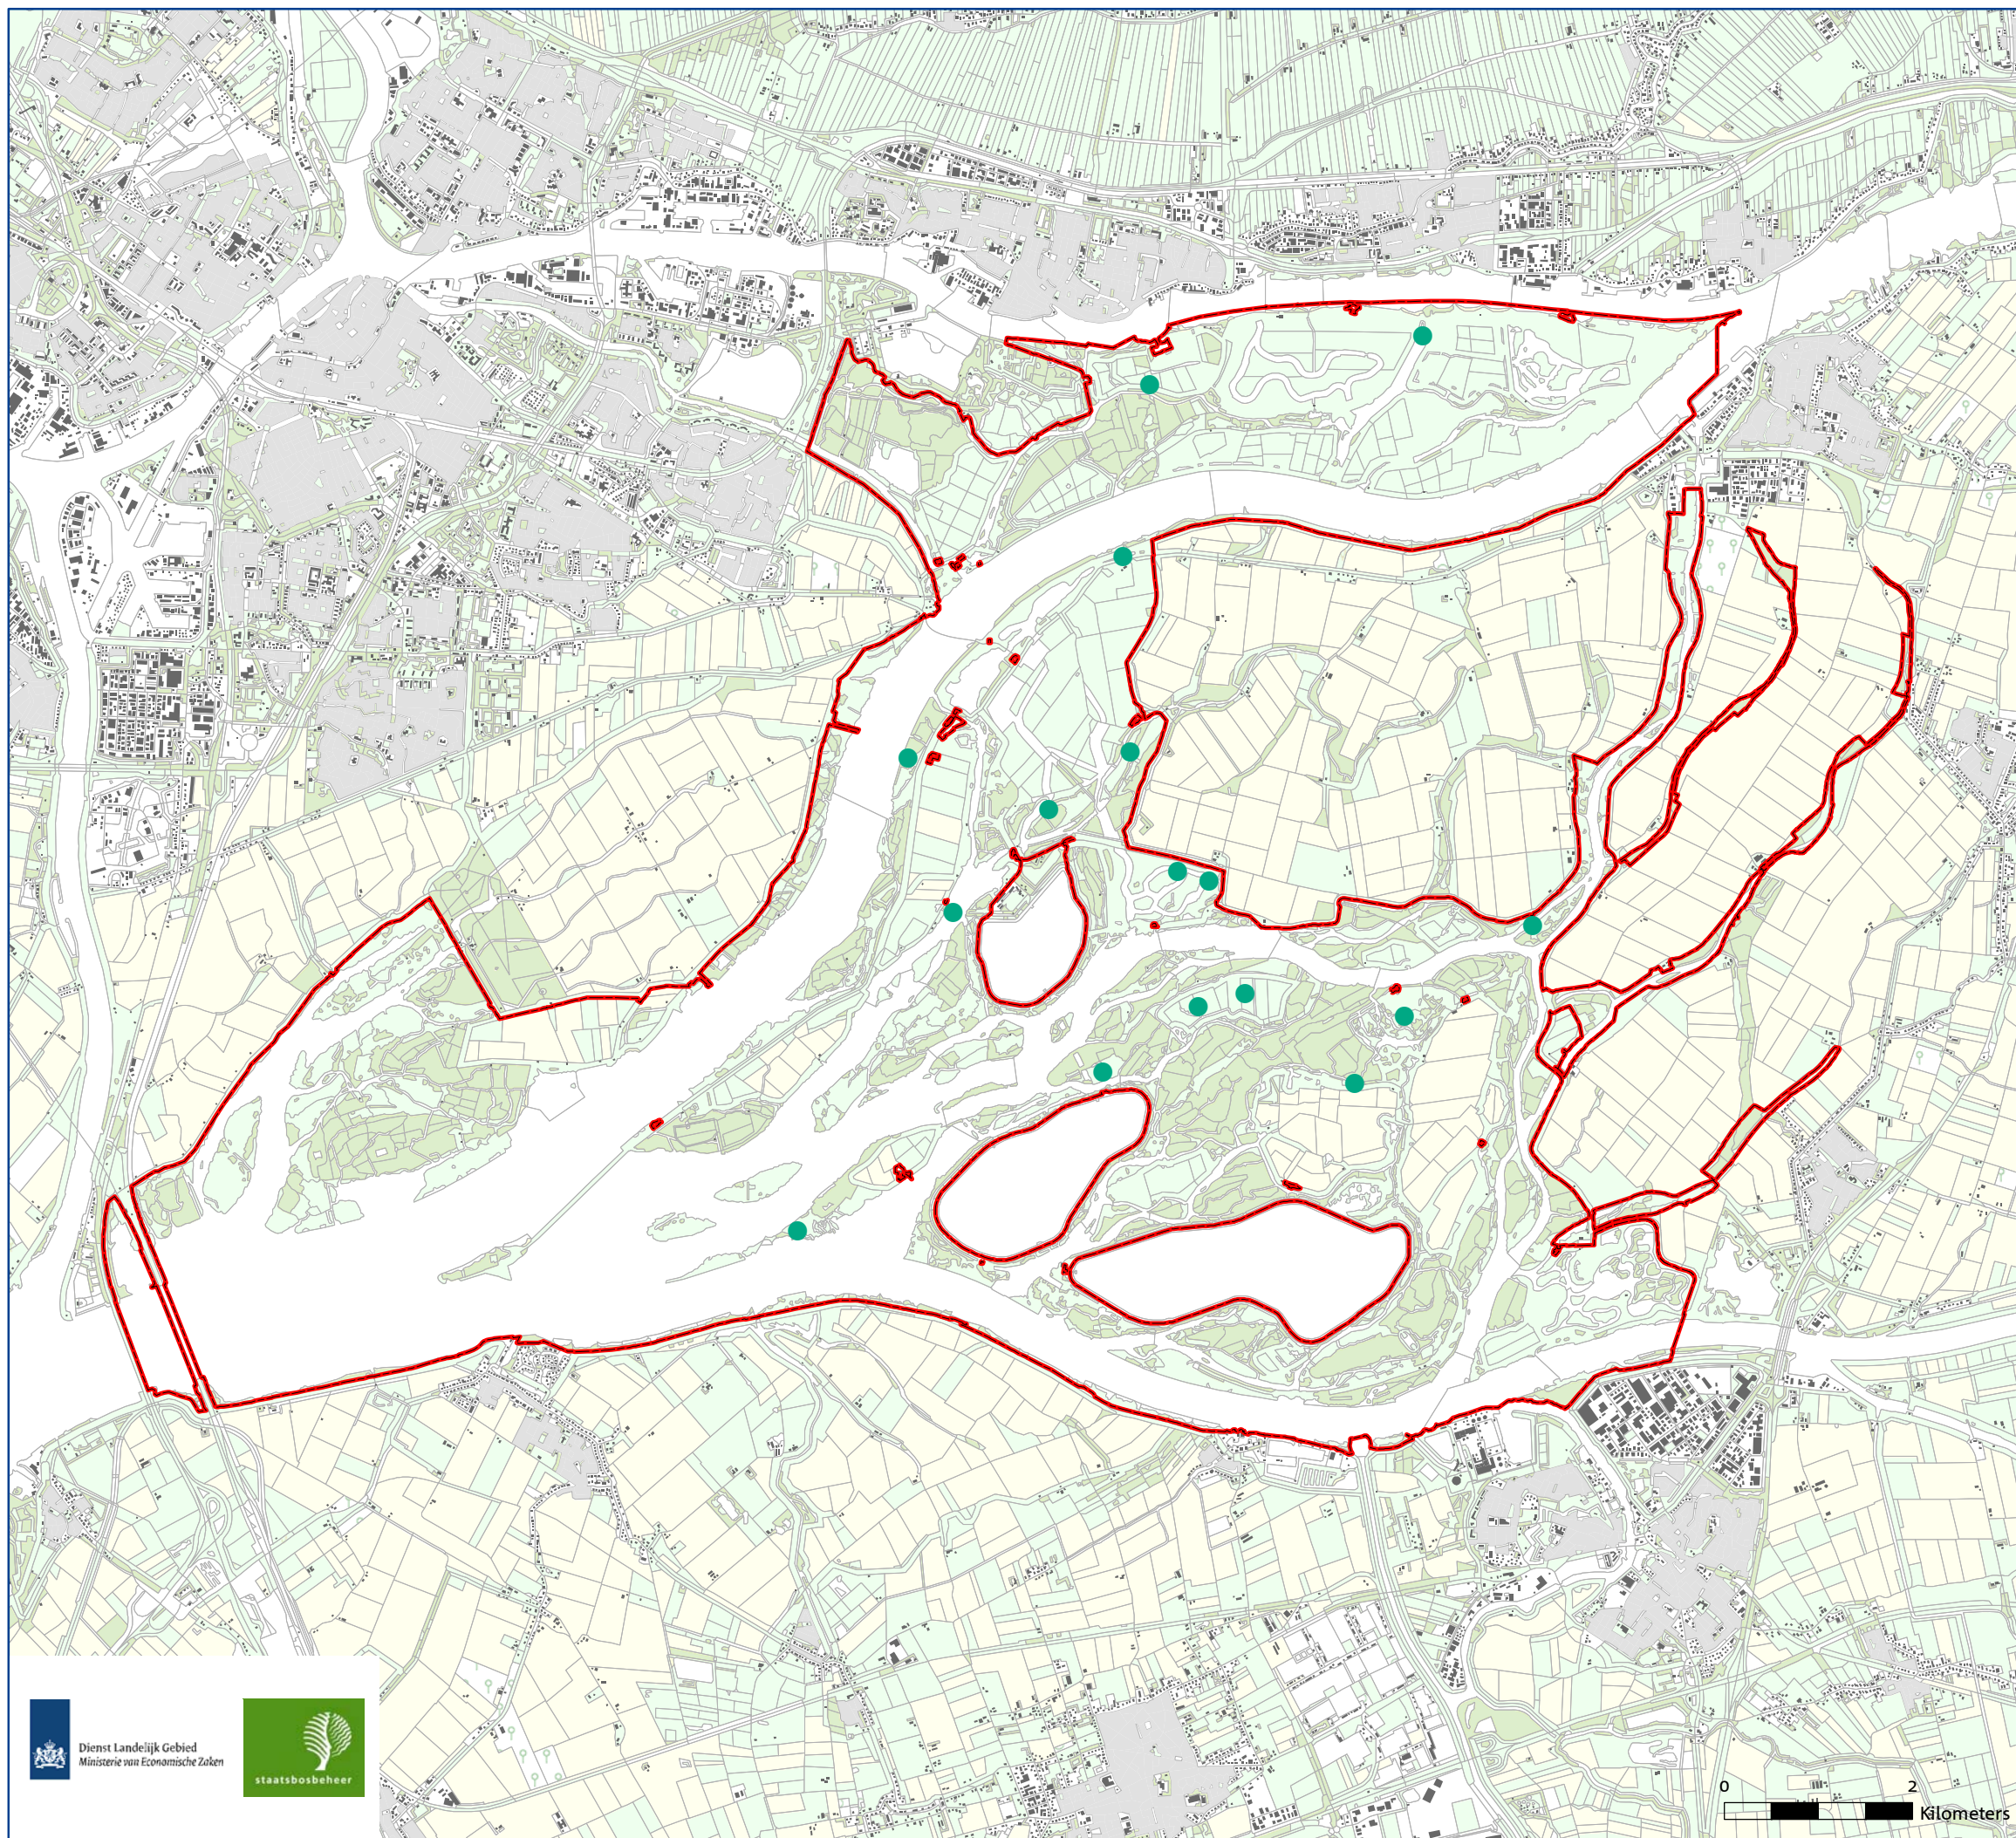 Dienst Landelijk Gebied
Ministerie van Economische Zaken
staatsbosbeheer
0 2
Kilometers